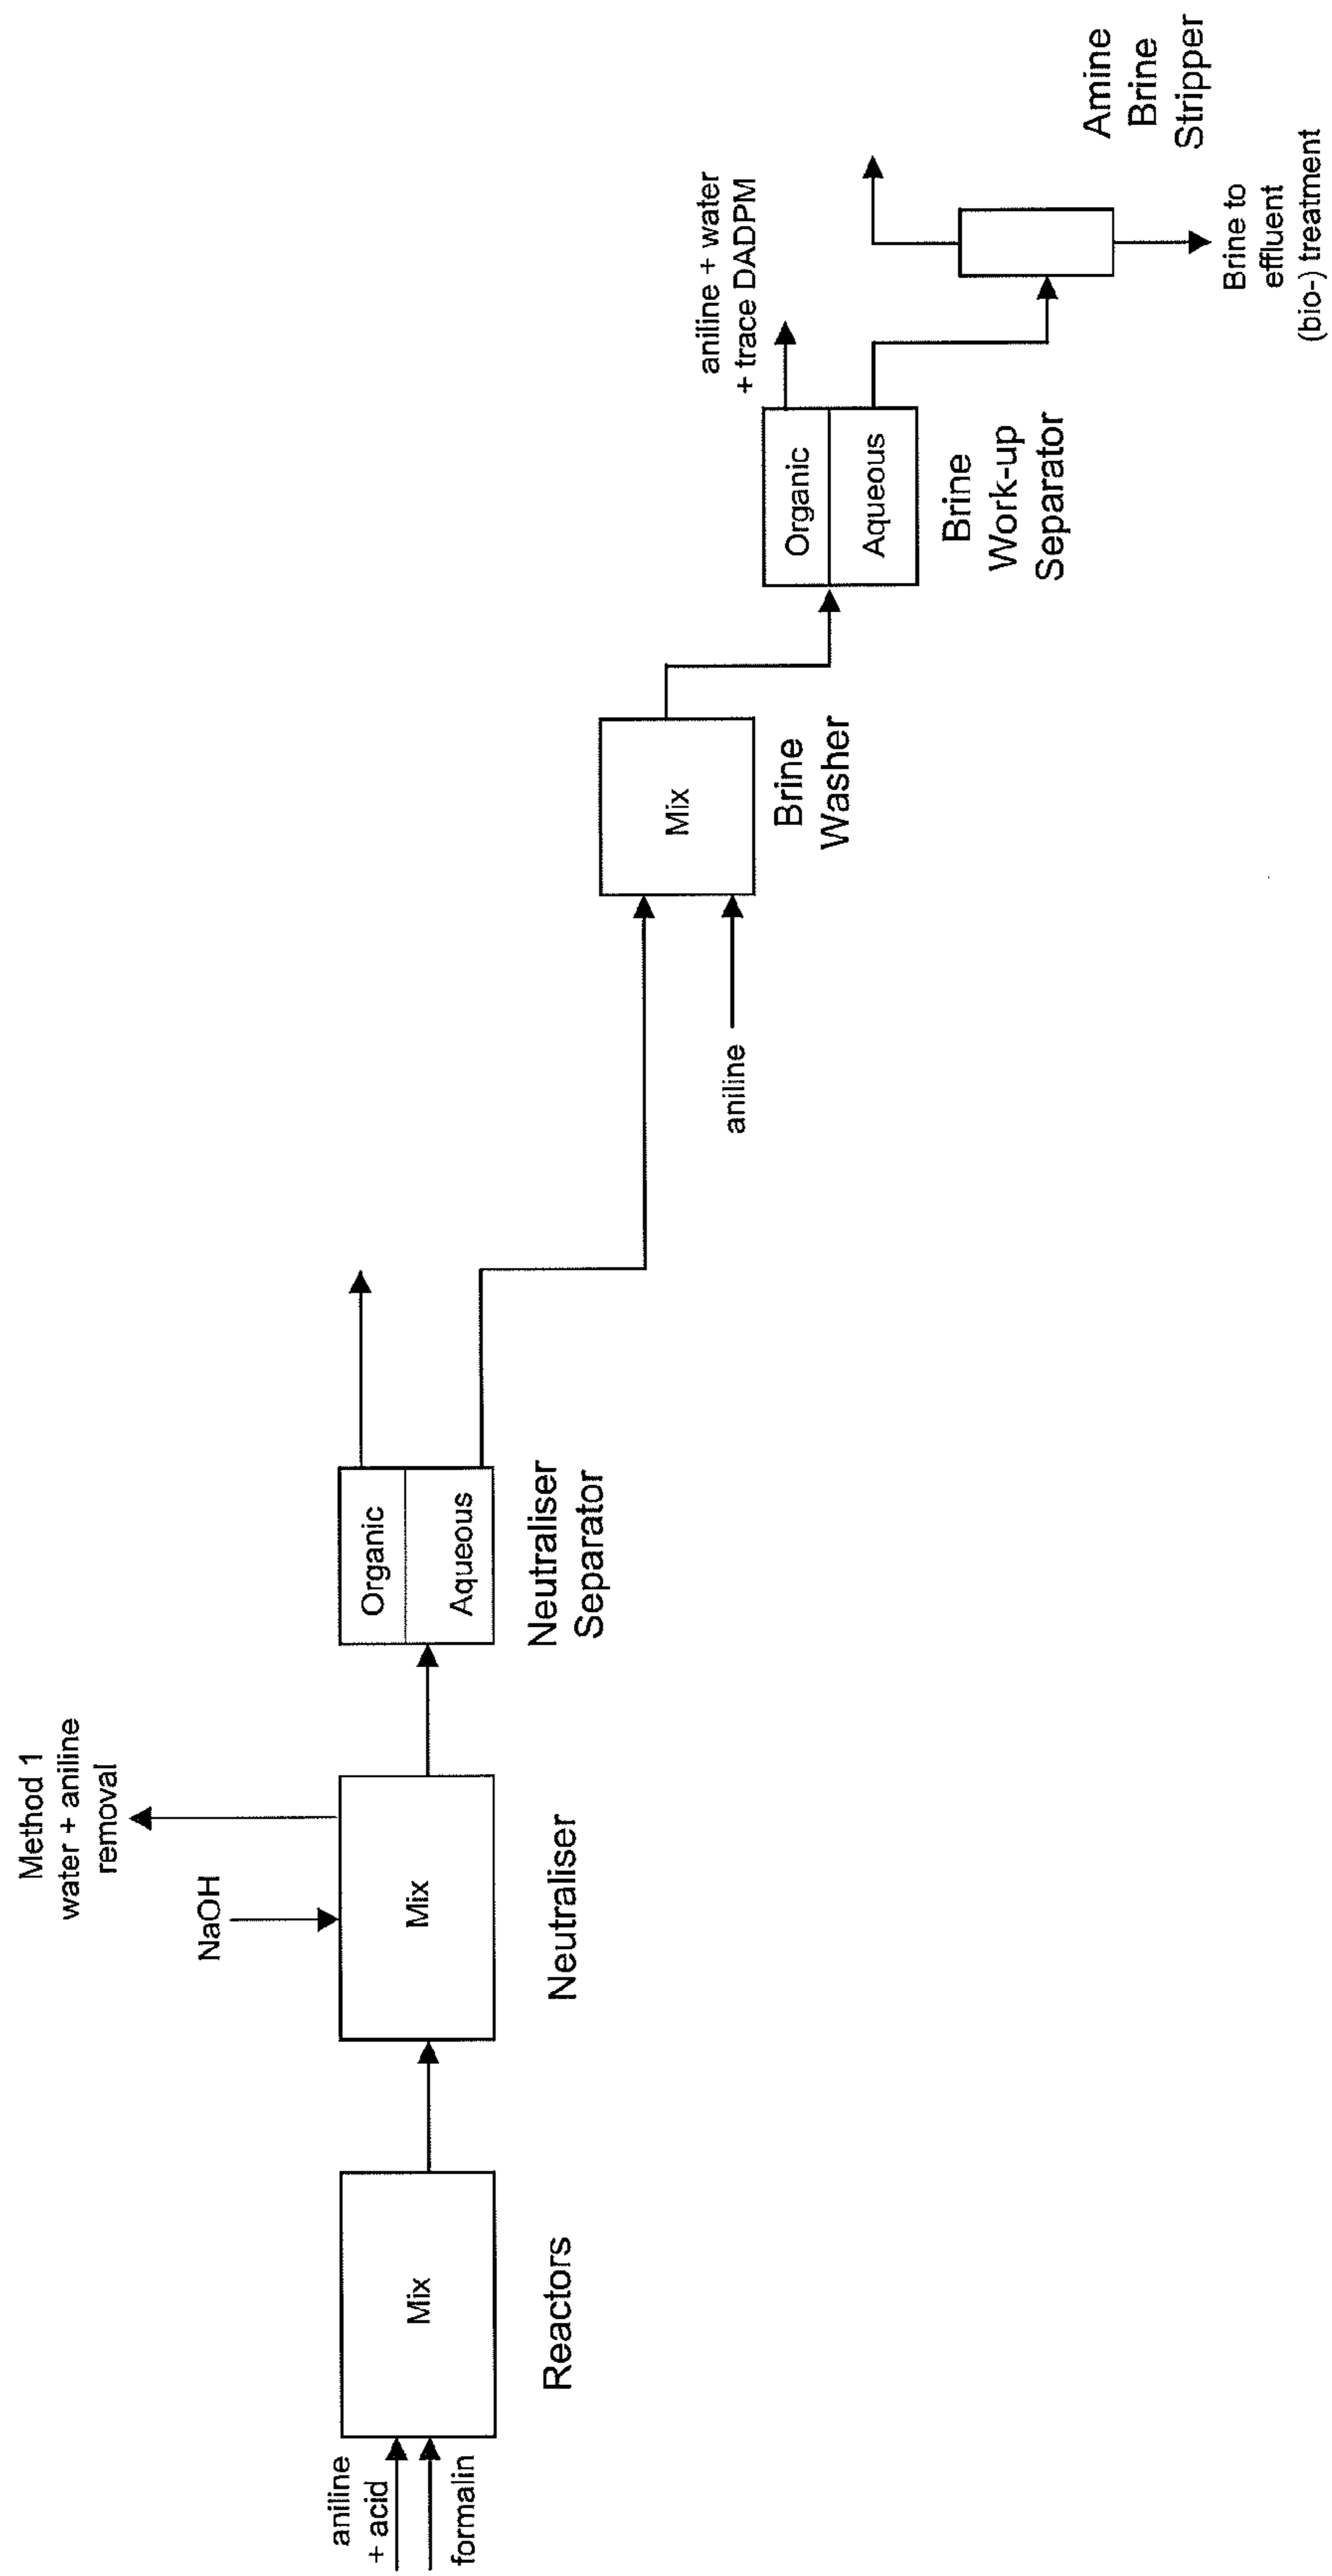 aniline
+ acid
formalin
Mix
Reactors
NaOH
Method 1
water + aniline
removal
Mix
Neutraliser
Organic
Aqueous
Neutraliser
Separator
aniline
Mix
Brine
Washer
aniline + water
+ trace DADPM
Organic
Aqueous
Brine
Work-up
Separator
Amine
Brine
Stripper
Brine to
effluent
(bio-) treatment